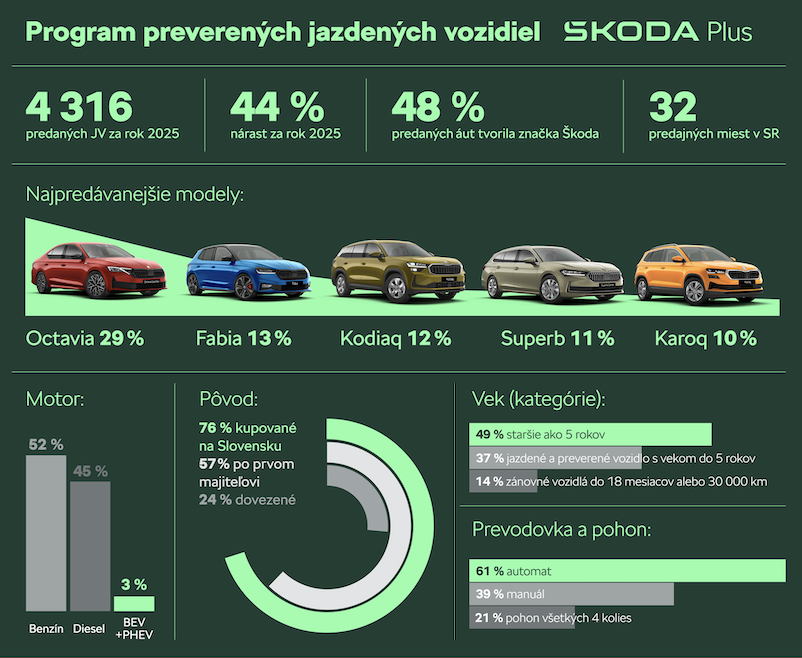 Program preverených jazdených vozidiel ŠKODA Plus
4 316
predaných JV za rok 2025
44 %
nárast za rok 2025
48 %
predaných áut tvorila značka Škoda
32
predajných miest v SR
Najpredávanejšie modely:
Octavia 29 %
Fabia 13 %
Kodiaq 12 %
Superb 11 %
Karoq 10 %
Motor:
52 %
45 %
3 %
Benzín
Diesel
BEV
+PHEV
Pôvod:
76 % kupované
na Slovensku
57 % po prvom
majiteľovi
24 % dovezené
Vek (kategórie):
49 % staršie ako 5 rokov
37 % jazdené a preverené vozidlo s vekom do 5 rokov
14 % zánovné vozidlá do 18 mesiacov alebo 30 000 km
Prevodovka a pohon:
61 % automat
39 % manuál
21 % pohon všetkých 4 kolies